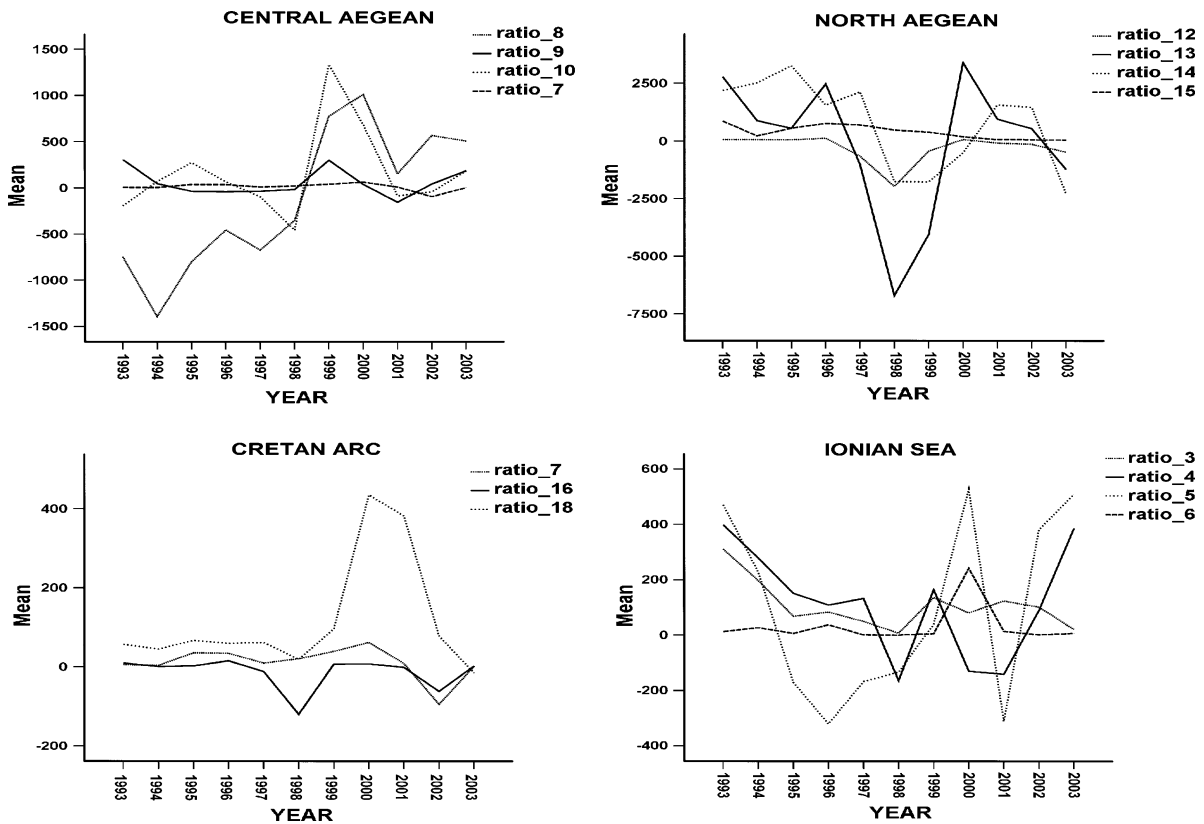 CENTRAL AEGEAN
ratio_8
ratio_9
ratio_10
ratio_7
1500
1000
500
0
-500
-1000
-1500
Mean
1993
1994
1995
1996
1997
1998
1999
2000
2001
2002
2003
YEAR
NORTH AEGEAN
ratio_12
ratio_13
ratio_14
ratio_15
2500
0
-2500
-5000
-7500
Mean
1993
1994
1995
1996
1997
1998
1999
2000
2001
2002
2003
YEAR
CRETAN ARC
ratio_7
ratio_16
ratio_18
400
200
0
-200
Mean
1993
1994
1995
1996
1997
1998
1999
2000
2001
2002
2003
YEAR
IONIAN SEA
ratio_3
ratio_4
ratio_5
ratio_6
600
400
200
0
-200
-400
Mean
1993
1994
1995
1996
1997
1998
1999
2000
2001
2002
2003
YEAR